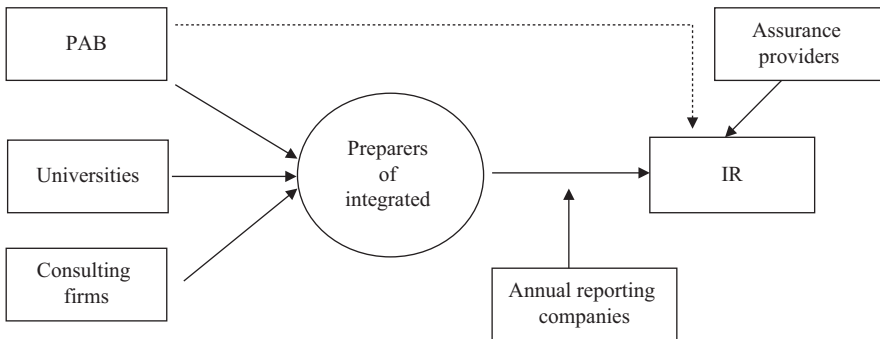 PAB
Assurance
providers
Universities
Preparers
of
integrated
IR
Consulting
firms
Annual reporting
companies